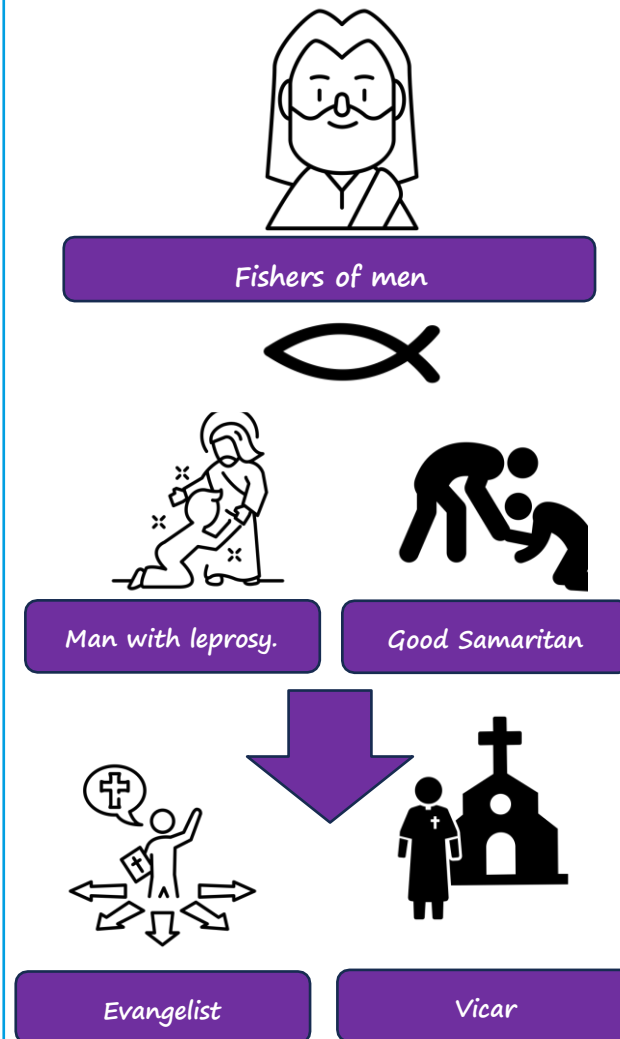 Fishers of men
Man with leprosy.
Good Samaritan
Evangelist
Vicar